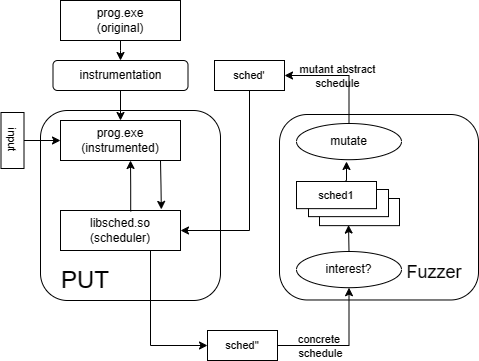 prog.exe
(original)
instrumentation
sched'
mutant abstract
schedule
input
prog.exe
(instrumented)
mutate
sched1
libsched.so
(scheduler)
interest?
PUT
Fuzzer
sched"
concrete
schedule